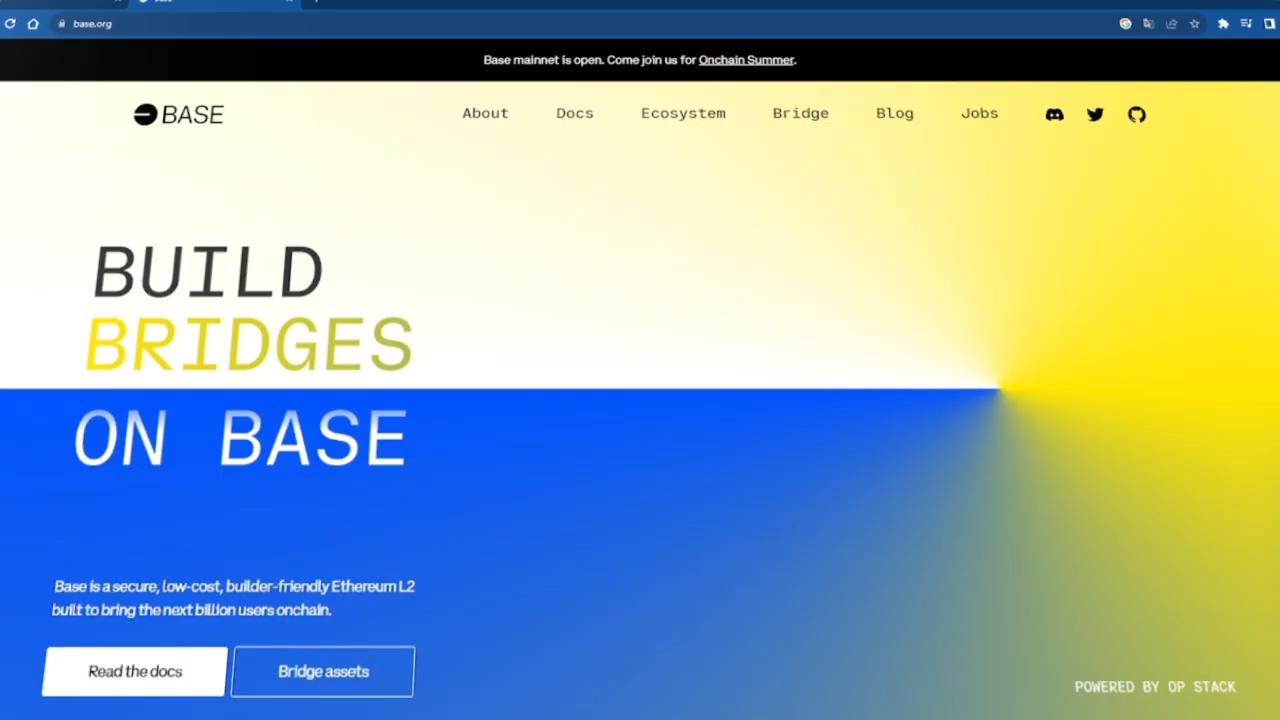 base.org
Base mainnet is open. Come join us for Onchain Summer.
BASE
About Docs Ecosystem Bridge Blog Jobs
BUILD
BRIDGES
ON BASE
Base is a secure, low-cost, builder-friendly Ethereum L2
built to bring the next billion users onchain.
Read the docs Bridge assets
POWERED BY OP STACK